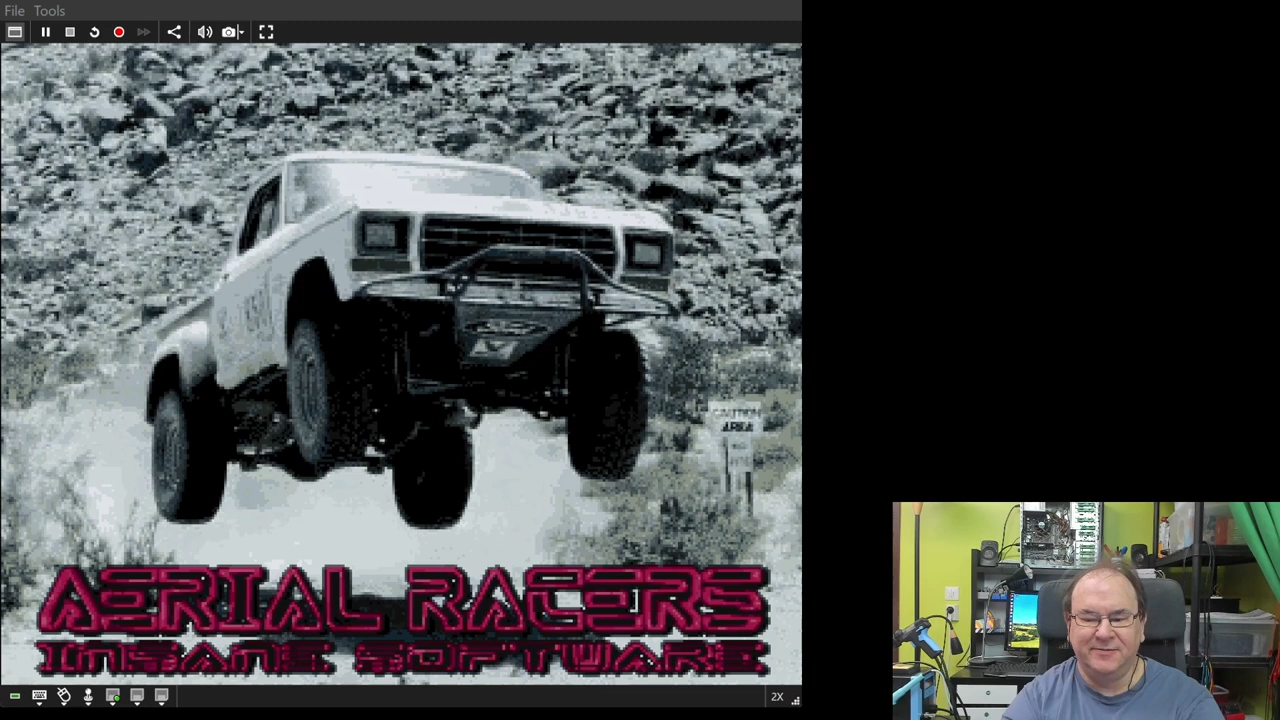 File Tools
CAUTION
AREA
AERIAL RACERS
INSANE SOFTWARE
2X